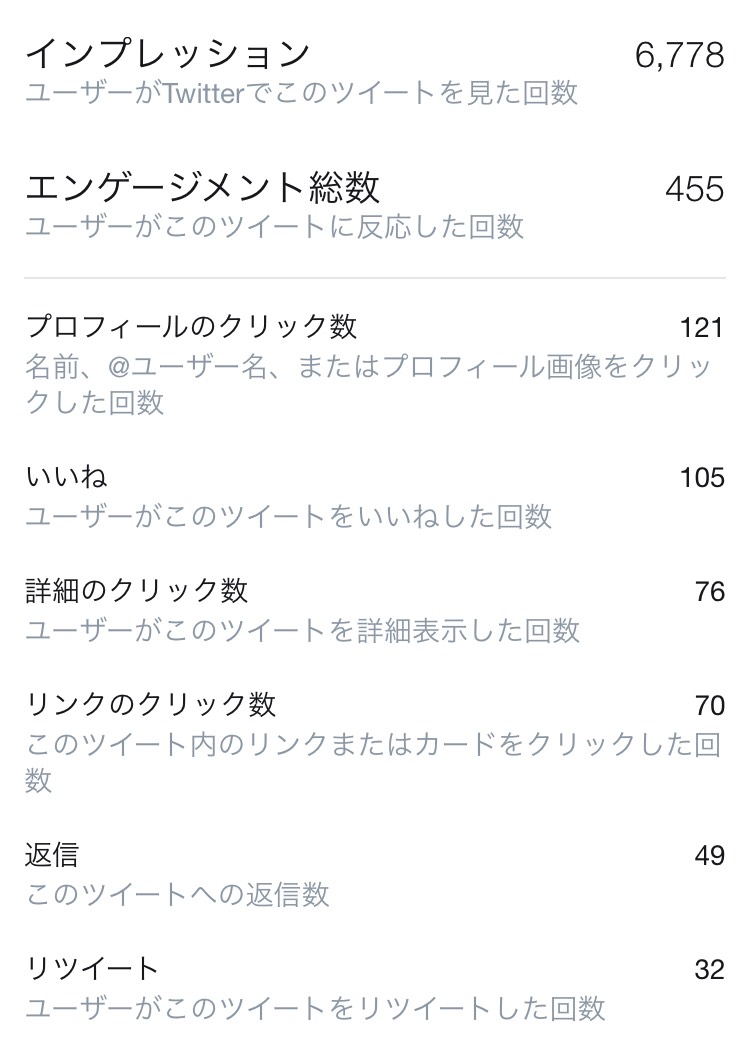 インプレッション 6,778
ユーザーがTwitterでこのツイートを見た回数
エンゲージメント総数 455
ユーザーがこのツイートに反応した回数
プロフィールのクリック数 121
名前、@ユーザー名、またはプロフィール画像をクリッ
クした回数
いいね 105
ユーザーがこのツイートをいいねした回数
詳細のクリック数 76
ユーザーがこのツイートを詳細表示した回数
リンクのクリック数 70
このツイート内のリンクまたはカードをクリックした回
数
返信 49
このツイートへの返信数
リツイート 32
ユーザーがこのツイートをリツイートした回数